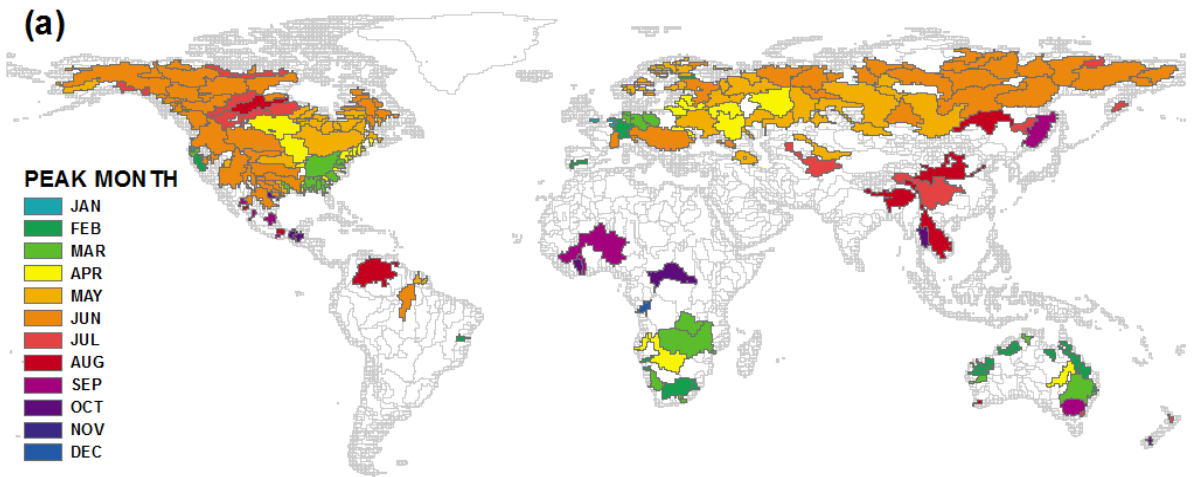 (a)
PEAK MONTH
JAN
FEB
MAR
APR
MAY
JUN
JUL
AUG
SEP
OCT
NOV
DEC